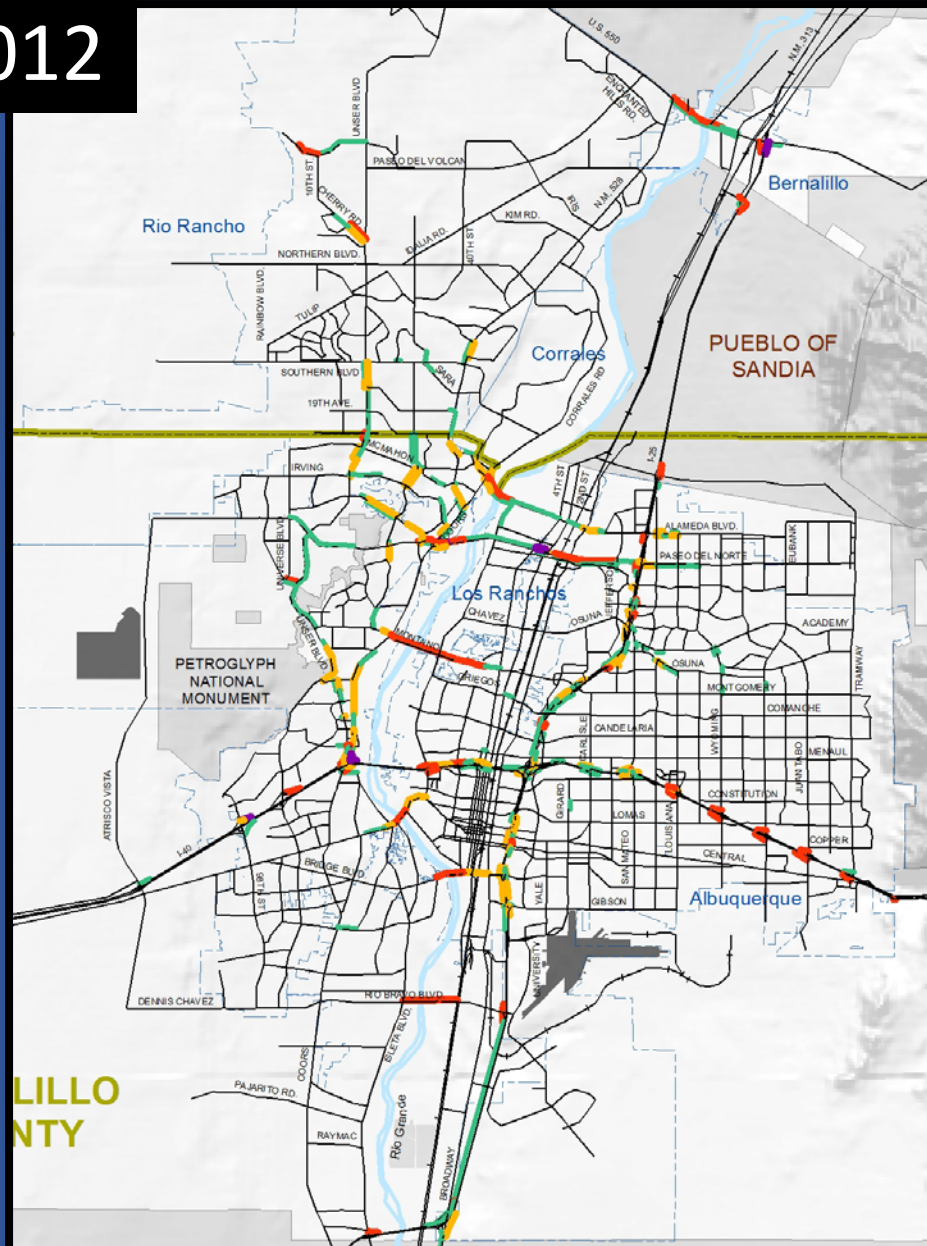 012
U.S. 550
N.M. 313
ENCHANTED
HILLS RD.
UNSER BLVD
PASEO DEL VOLCAN
10TH ST
Bernalillo
CHERRY RD.
IRIS
N.M. 528
Rio Rancho
KIM RD.
IDALIA RD.
40TH ST
NORTHERN BLVD.
RAINBOW BLVD.
TULIP
Corrales
PUEBLO OF
SANDIA
SOUTHERN BLVD
SARA
CORRALES RD
19TH AVE.
MCMAHON
IRVING
I-25
4TH ST
2ND ST
UNIVERSE BLVD
ALAMEDA BLVD.
EUBANK
PASEO DEL NORTE
Los Ranchos
JEFFERSON
CHAVEZ
OSUNA
ACADEMY
UNSER BLVD.
MONTANO
PETROGLYPH
NATIONAL
MONUMENT
OSUNA
TRAMWAY
GRIEGOS
MONTGOMERY
COMANCHE
CARLISLE
CANDELARIA
WYOMING
MENAUL
JUAN TABO
ATRISCO VISTA
GIRARD
CONSTITUTION
LOMAS
LOUISIANA
I-40
COPPER
SAN MATEO
CENTRAL
BRIDGE BLVD.
98TH ST
YALE
GIBSON
Albuquerque
UNIVERSITY
DENNIS CHAVEZ
RIO BRAVO BLVD.
ISLETA BLVD.
COORS
LILLO
NTY
PAJARITO RD.
Rio Grande
RAYMAC
BROADWAY